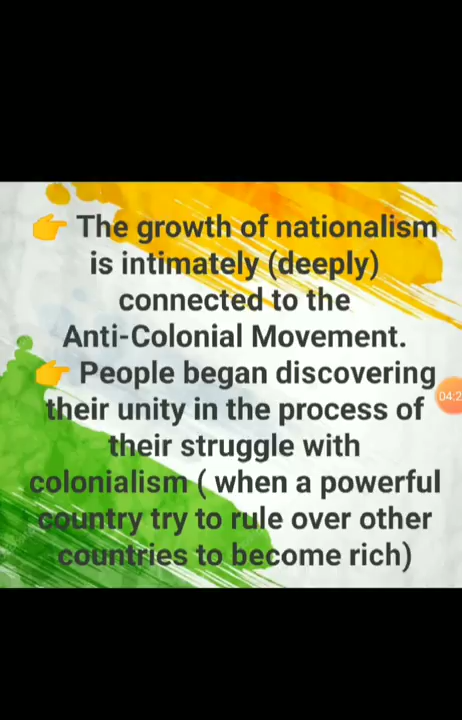 👉 The growth of nationalism
is intimately (deeply)
connected to the
Anti-Colonial Movement.
👉 People began discovering
their unity in the process of
their struggle with
colonialism ( when a powerful
country try to rule over other
countries to become rich)
04:2